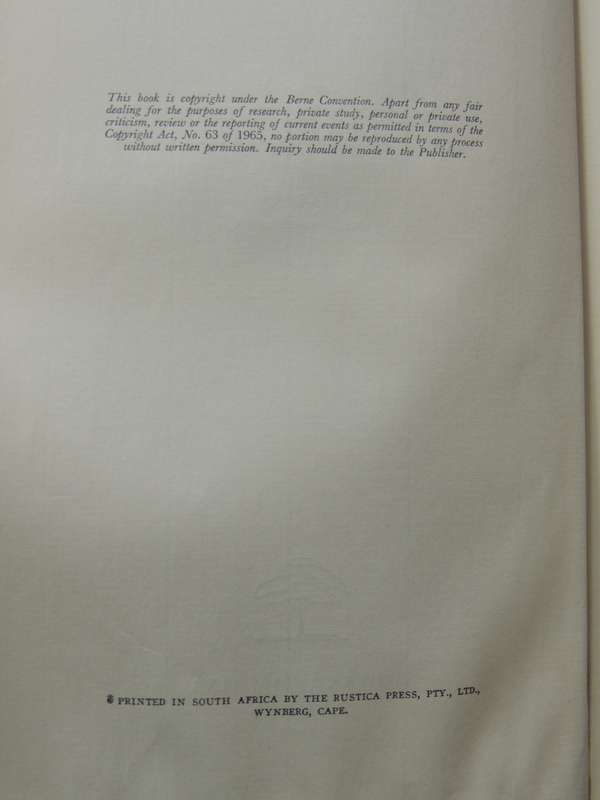 This book is copyright under the Berne Convention. Apart from any fair
dealing for the purposes of research, private study, personal or private use,
criticism, review or the reporting of current events as permitted in terms of the
Copyright Act, No. 63 of 1965, no portion may be reproduced by any process
without written permission. Inquiry should be made to the Publisher.
PRINTED IN SOUTH AFRICA BY THE RUSTICA PRESS, PTY., LTD.,
WYNBERG, CAPE.